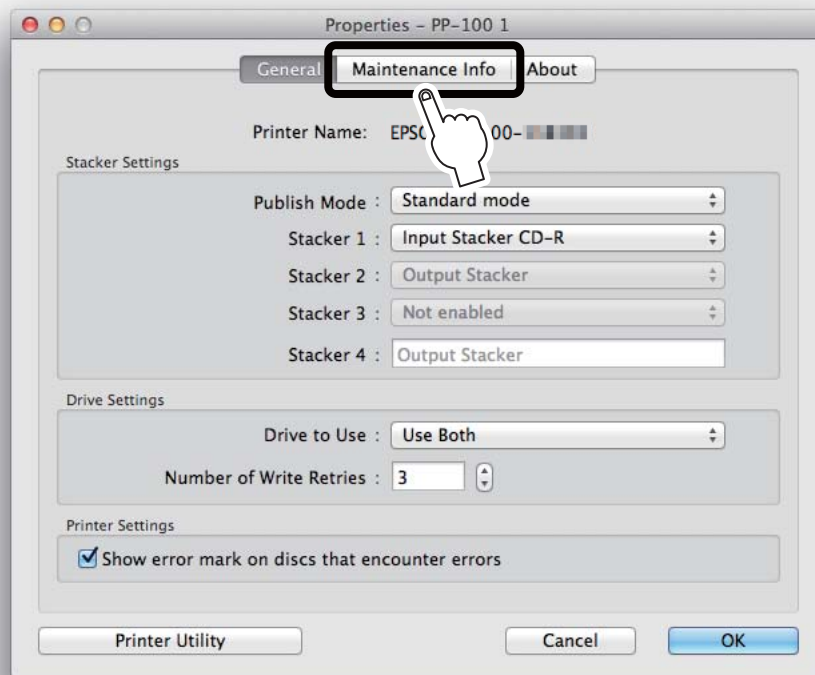 Properties – PP-100 1
General Maintenance Info About
Printer Name: EPSO 00-
Stacker Settings
Publish Mode : Standard mode
Stacker 1 : Input Stacker CD-R
Stacker 2 : Output Stacker
Stacker 3 : Not enabled
Stacker 4 : Output Stacker
Drive Settings
Drive to Use : Use Both
Number of Write Retries : 3
Printer Settings
Show error mark on discs that encounter errors
Printer Utility Cancel OK